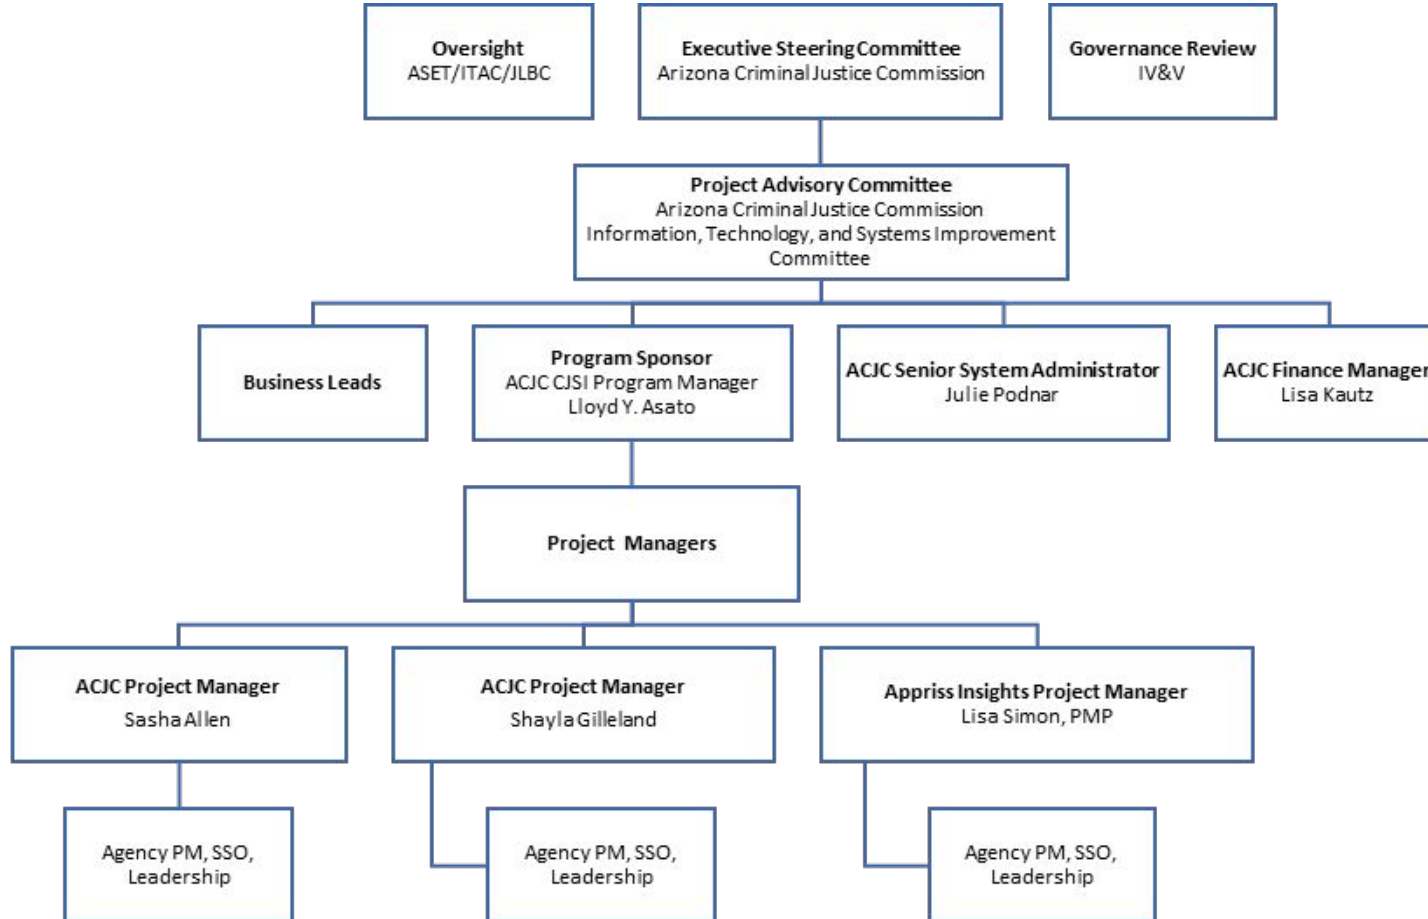 Oversight
ASET/ITAC/JLBC
Executive Steering Committee
Arizona Criminal Justice Commission
Governance Review
IV&V
Project Advisory Committee
Arizona Criminal Justice Commission
Information, Technology, and Systems Improvement
Committee
Business Leads
Program Sponsor
ACJC CJSI Program Manager
Lloyd Y. Asato
ACJC Senior System Administrator
Julie Podnar
ACJC Finance Manager
Lisa Kautz
Project Managers
ACJC Project Manager
Sasha Allen
ACJC Project Manager
Shayla Gilleland
Appriss Insights Project Manager
Lisa Simon, PMP
Agency PM, SSO,
Leadership
Agency PM, SSO,
Leadership
Agency PM, SSO,
Leadership